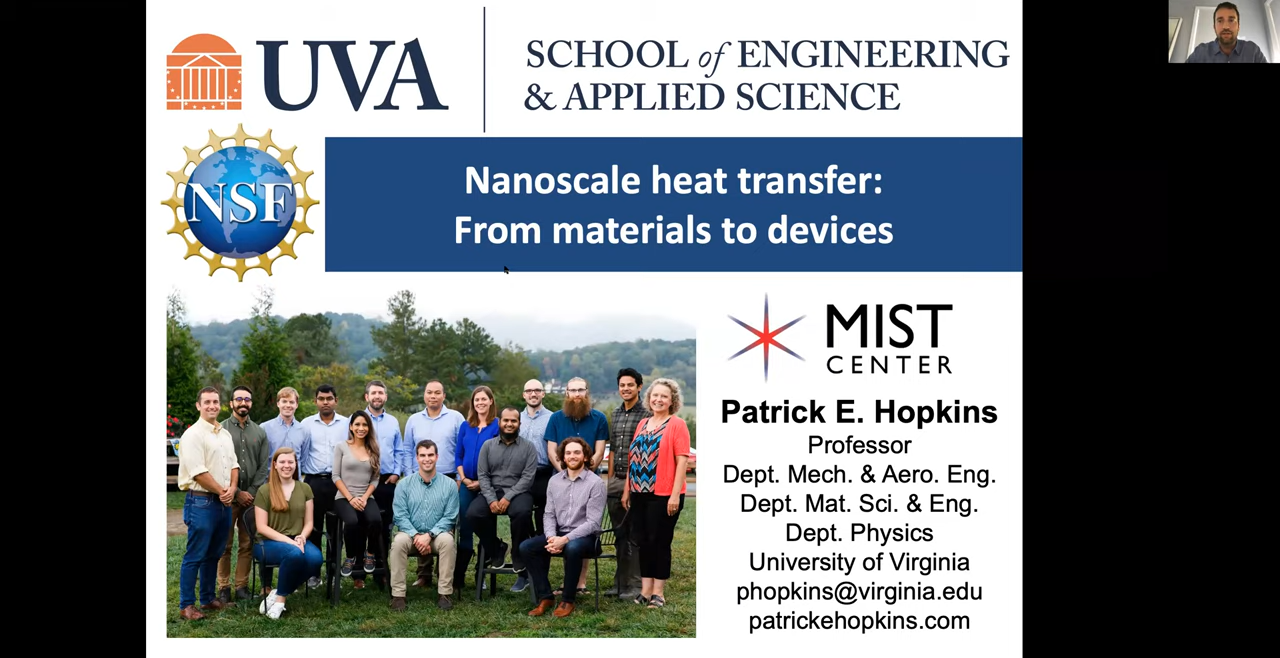 UVA
SCHOOL of ENGINEERING
& APPLIED SCIENCE
NSF
Nanoscale heat transfer:
From materials to devices
MIST
CENTER
Patrick E. Hopkins
Professor
Dept. Mech. & Aero. Eng.
Dept. Mat. Sci. & Eng.
Dept. Physics
University of Virginia
phopkins@virginia.edu
patrickehopkins.com